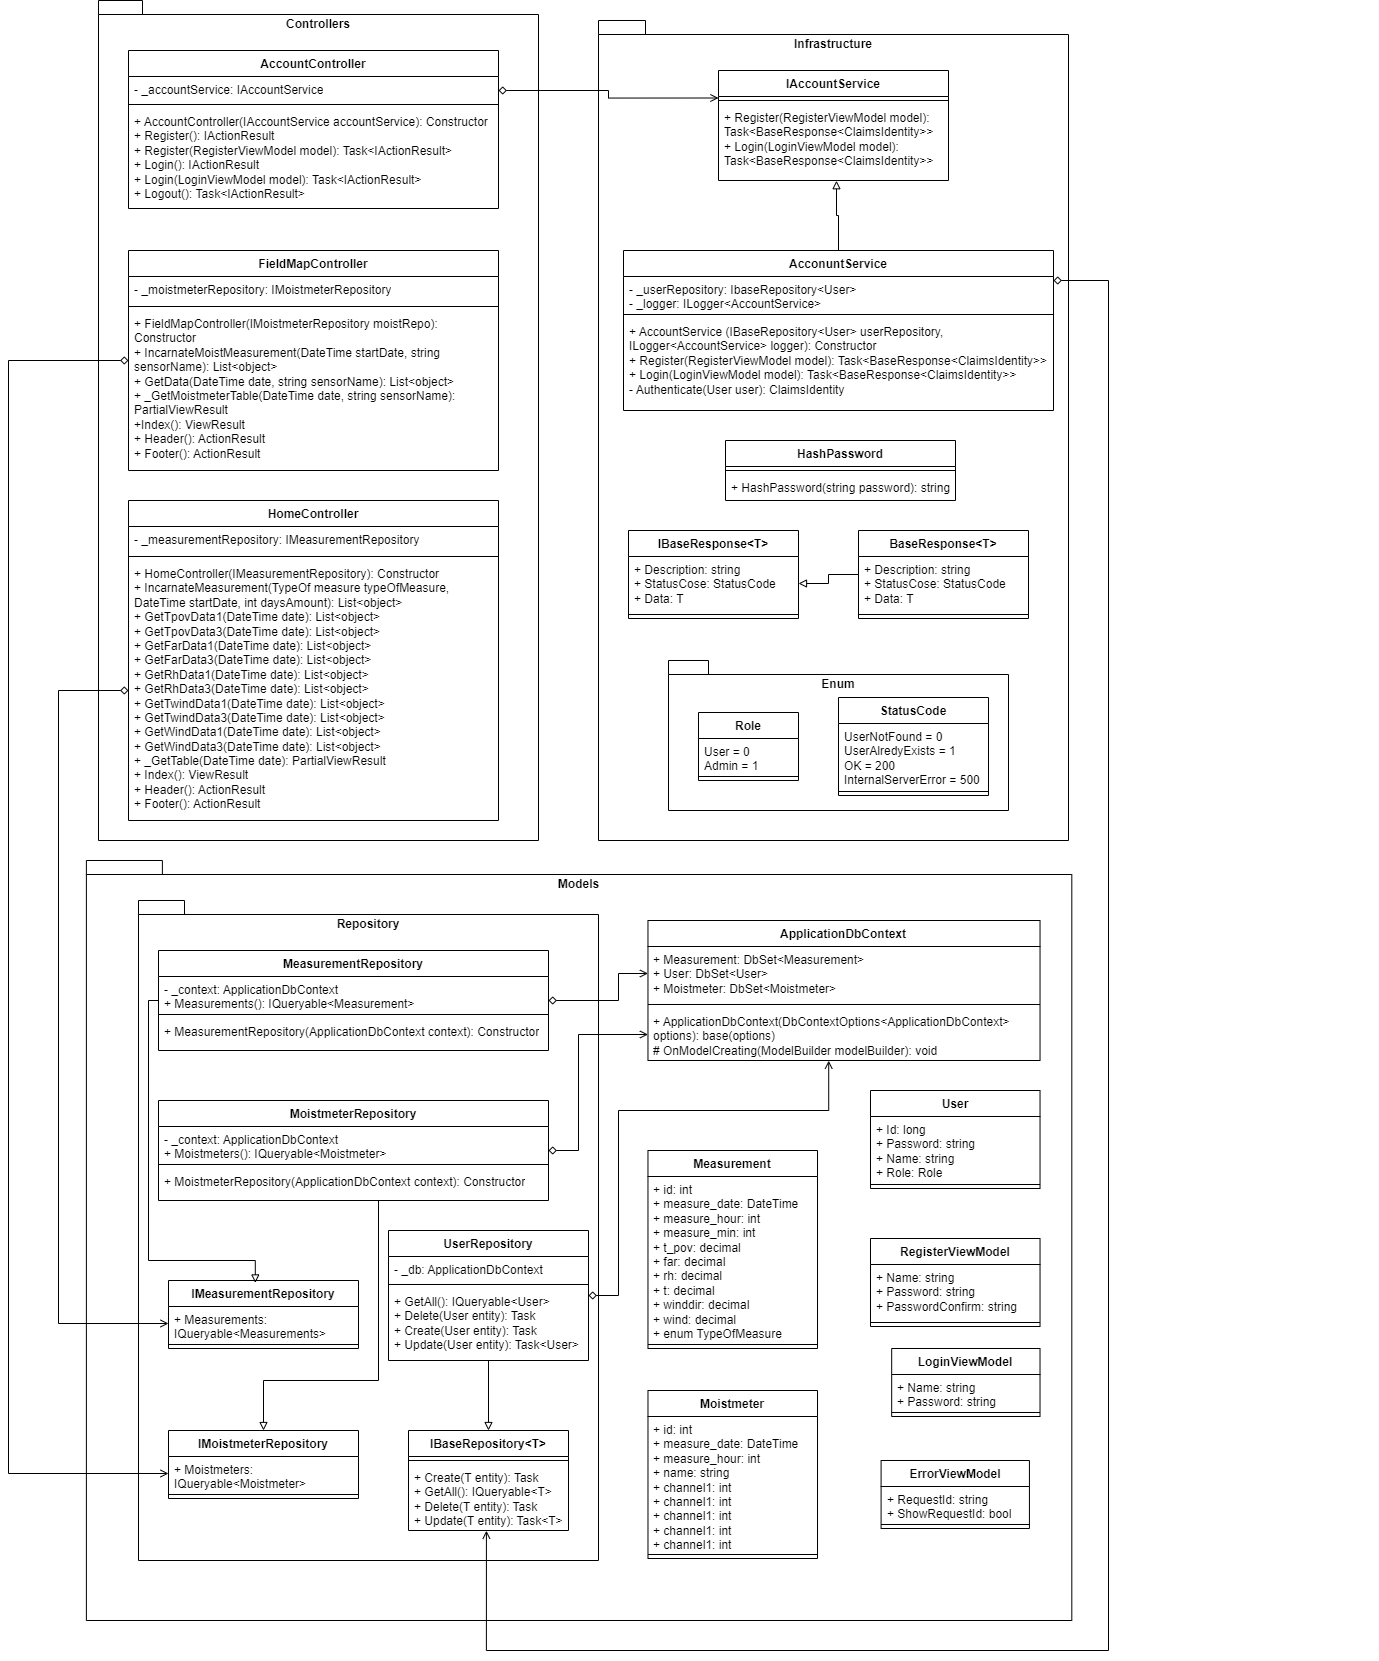 Controllers
AccountController
- _accountService: IAccountService
+ AccountController(IAccountService accountService): Constructor
+ Register(): IActionResult
+ Register(RegisterViewModel model): Task<IActionResult>
+ Login(): IActionResult
+ Login(LoginViewModel model): Task<IActionResult>
+ Logout(): Task<IActionResult>
FieldMapController
- _moistmeterRepository: IMoistmeterRepository
+ FieldMapController(IMoistmeterRepository moistRepo):
Constructor
+ IncarnateMoistMeasurement(DateTime startDate, string
sensorName): List<object>
+ GetData(DateTime date, string sensorName): List<object>
+ _GetMoistmeterTable(DateTime date, string sensorName):
PartialViewResult
+Index(): ViewResult
+ Header(): ActionResult
+ Footer(): ActionResult
HomeController
- _measurementRepository: IMeasurementRepository
+ HomeController(IMeasurementRepository): Constructor
+ IncarnateMeasurement(TypeOf measure typeOfMeasure,
DateTime startDate, int daysAmount): List<object>
+ GetTpovData1(DateTime date): List<object>
+ GetTpovData3(DateTime date): List<object>
+ GetFarData1(DateTime date): List<object>
+ GetFarData3(DateTime date): List<object>
+ GetRhData1(DateTime date): List<object>
+ GetRhData3(DateTime date): List<object>
+ GetTwindData1(DateTime date): List<object>
+ GetTwindData3(DateTime date): List<object>
+ GetWindData1(DateTime date): List<object>
+ GetWindData3(DateTime date): List<object>
+ _GetTable(DateTime date): PartialViewResult
+ Index(): ViewResult
+ Header(): ActionResult
+ Footer(): ActionResult
Infrastructure
IAccountService
+ Register(RegisterViewModel model):
Task<BaseResponse<ClaimsIdentity>>
+ Login(LoginViewModel model):
Task<BaseResponse<ClaimsIdentity>>
AcconuntService
- _userRepository: IbaseRepository<User>
- _logger: ILogger<AccountService>
+ AccountService (IBaseRepository<User> userRepository,
ILogger<AccountService> logger): Constructor
+ Register(RegisterViewModel model): Task<BaseResponse<ClaimsIdentity>>
+ Login(LoginViewModel model): Task<BaseResponse<ClaimsIdentity>>
- Authenticate(User user): ClaimsIdentity
HashPassword
+ HashPassword(string password): string
IBaseResponse<T>
+ Description: string
+ StatusCose: StatusCode
+ Data: T
BaseResponse<T>
+ Description: string
+ StatusCose: StatusCode
+ Data: T
Enum
Role
User = 0
Admin = 1
StatusCode
UserNotFound = 0
UserAlredyExists = 1
OK = 200
InternalServerError = 500
Models
Repository
MeasurementRepository
- _context: ApplicationDbContext
+ Measurements(): IQueryable<Measurement>
+ MeasurementRepository(ApplicationDbContext context): Constructor
MoistmeterRepository
- _context: ApplicationDbContext
+ Moistmeters(): IQueryable<Moistmeter>
+ MoistmeterRepository(ApplicationDbContext context): Constructor
UserRepository
- _db: ApplicationDbContext
+ GetAll(): IQueryable<User>
+ Delete(User entity): Task
+ Create(User entity): Task
+ Update(User entity): Task<User>
IMeasurementRepository
+ Measurements:
IQueryable<Measurements>
IMoistmeterRepository
+ Moistmeters:
IQueryable<Moistmeter>
IBaseRepository<T>
+ Create(T entity): Task
+ GetAll(): IQueryable<T>
+ Delete(T entity): Task
+ Update(T entity): Task<T>
ApplicationDbContext
+ Measurement: DbSet<Measurement>
+ User: DbSet<User>
+ Moistmeter: DbSet<Moistmeter>
+ ApplicationDbContext(DbContextOptions<ApplicationDbContext>
options): base(options)
# OnModelCreating(ModelBuilder modelBuilder): void
Measurement
+ id: int
+ measure_date: DateTime
+ measure_hour: int
+ measure_min: int
+ t_pov: decimal
+ far: decimal
+ rh: decimal
+ t: decimal
+ winddir: decimal
+ wind: decimal
+ enum TypeOfMeasure
Moistmeter
+ id: int
+ measure_date: DateTime
+ measure_hour: int
+ name: string
+ channel1: int
+ channel1: int
+ channel1: int
+ channel1: int
+ channel1: int
User
+ Id: long
+ Password: string
+ Name: string
+ Role: Role
RegisterViewModel
+ Name: string
+ Password: string
+ PasswordConfirm: string
LoginViewModel
+ Name: string
+ Password: string
ErrorViewModel
+ RequestId: string
+ ShowRequestId: bool